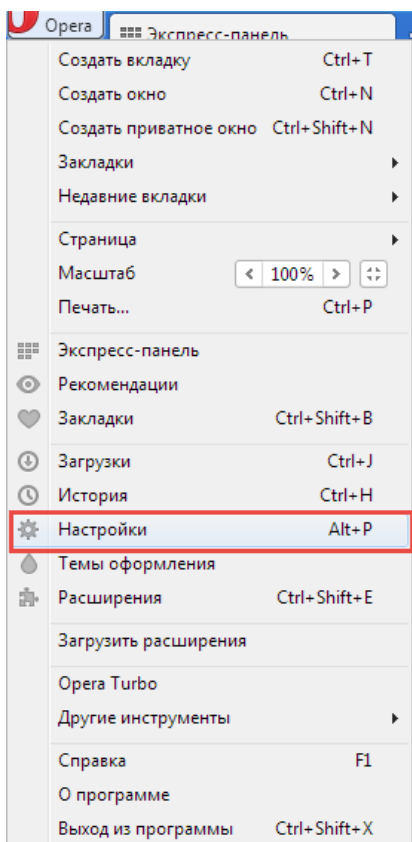 Opera Экспресс-панель
Создать вкладку Ctrl+T
Создать окно Ctrl+N
Создать приватное окно Ctrl+Shift+N
Закладки
Недавние вкладки
Страница
Масштаб 100%
Печать... Ctrl+P
Экспресс-панель
Рекомендации
Закладки Ctrl+Shift+B
Загрузки Ctrl+J
История Ctrl+H
Настройки Alt+P
Темы оформления
Расширения Ctrl+Shift+E
Загрузить расширения
Opera Turbo
Другие инструменты
Справка F1
О программе
Выход из программы Ctrl+Shift+X